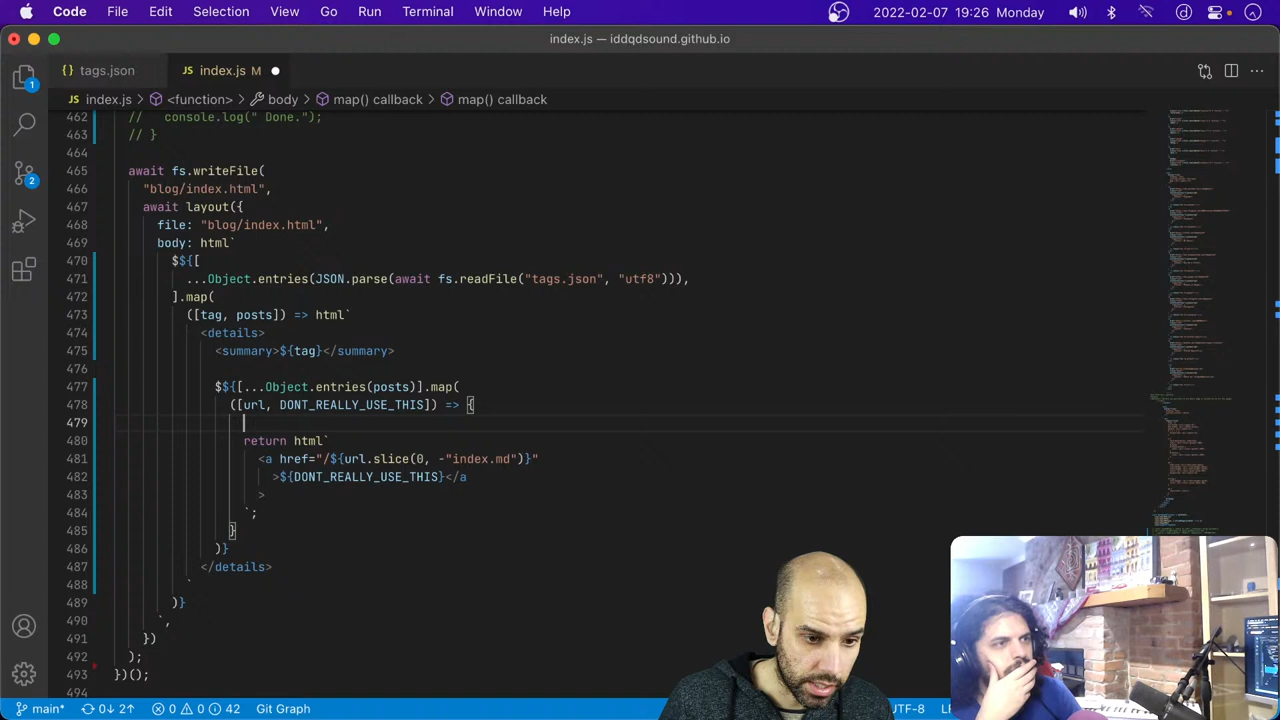 Code File Edit Selection View Go Run Terminal Window Help 2022-02-07 19:26 Monday
index.js — iddqdsound.github.io
{} tags.json JS index.js M
JS index.js > <function> > body > map() callback > map() callback
462 // console.log(" Done.");
463 // }
464
465 await fs.writeFile(
466 "blog/index.html",
467 await layout({
468 file: "blog/index.html",
469 body: html`
470 $${[
471 ...Object.entries(JSON.parse(await fs.readFile("tags.json", "utf8"))),
472 ].map(
473 ([tag, posts]) => html`
474 <details>
475 <summary>${tag}</summary>
476
477 $${[...Object.entries(posts)].map(
478 ([url, DONT_REALLY_USE_THIS]) => {
479
480 return html`
481 <a href="/${url.slice(0, -"index.md")}"
482 >${DONT_REALLY_USE_THIS}</a
483 >
484 `;
485 }
486 )}
487 </details>
488 `
489 )}
490 `,
491 })
492 );
493 })();
494
1
2
main* 0↓ 2↑ 0 0 42 Git Graph UTF-8